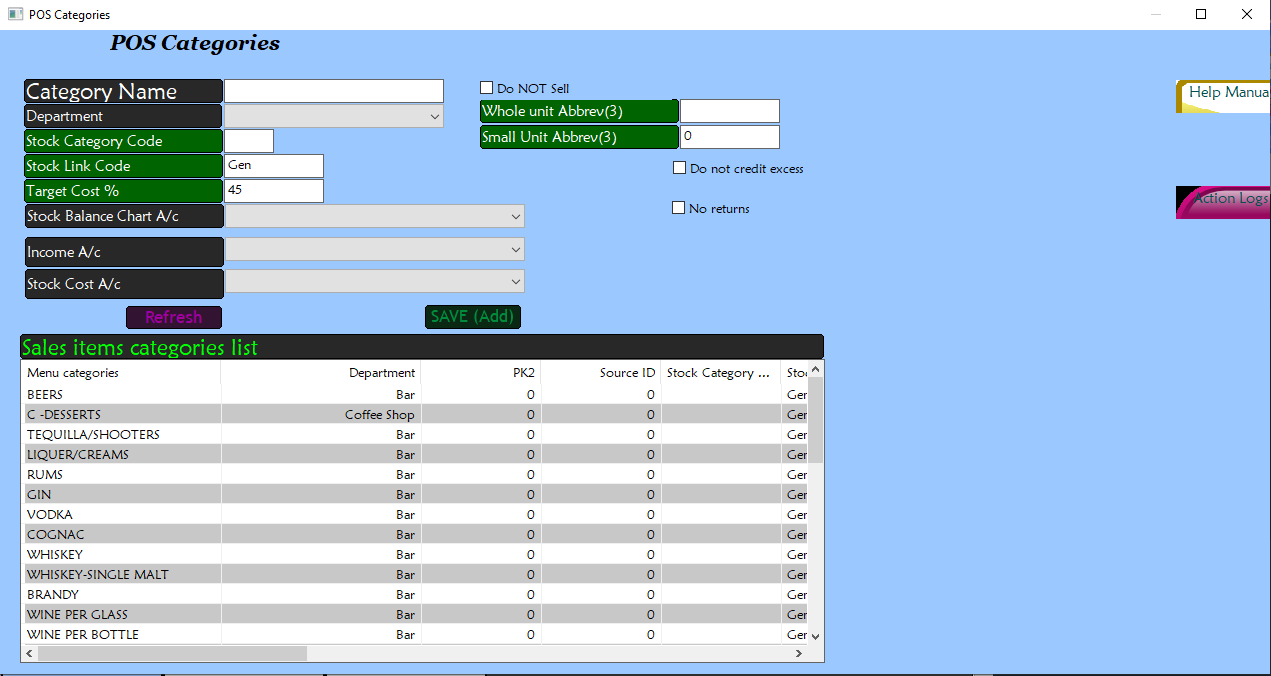 POS Categories
POS Categories
Category Name
Do NOT Sell
Help Manua
Department
Whole unit Abbrev(3)
Stock Category Code
Small Unit Abbrev(3) 0
Stock Link Code Gen
Do not credit excess
Target Cost % 45
Action Logs
Stock Balance Chart A/c
No returns
Income A/c
Stock Cost A/c
Refresh SAVE (Add)
Sales items categories list
Menu categories Department PK2 Source ID Stock Category ... Sto
BEERS Bar 0 0 Ger
C -DESSERTS Coffee Shop 0 0 Ger
TEQUILLA/SHOOTERS Bar 0 0 Ger
LIQUER/CREAMS Bar 0 0 Ger
RUMS Bar 0 0 Ger
GIN Bar 0 0 Ger
VODKA Bar 0 0 Ger
COGNAC Bar 0 0 Ger
WHISKEY Bar 0 0 Ger
WHISKEY-SINGLE MALT Bar 0 0 Ger
BRANDY Bar 0 0 Ger
WINE PER GLASS Bar 0 0 Ger
WINE PER BOTTLE Bar 0 0 Ger